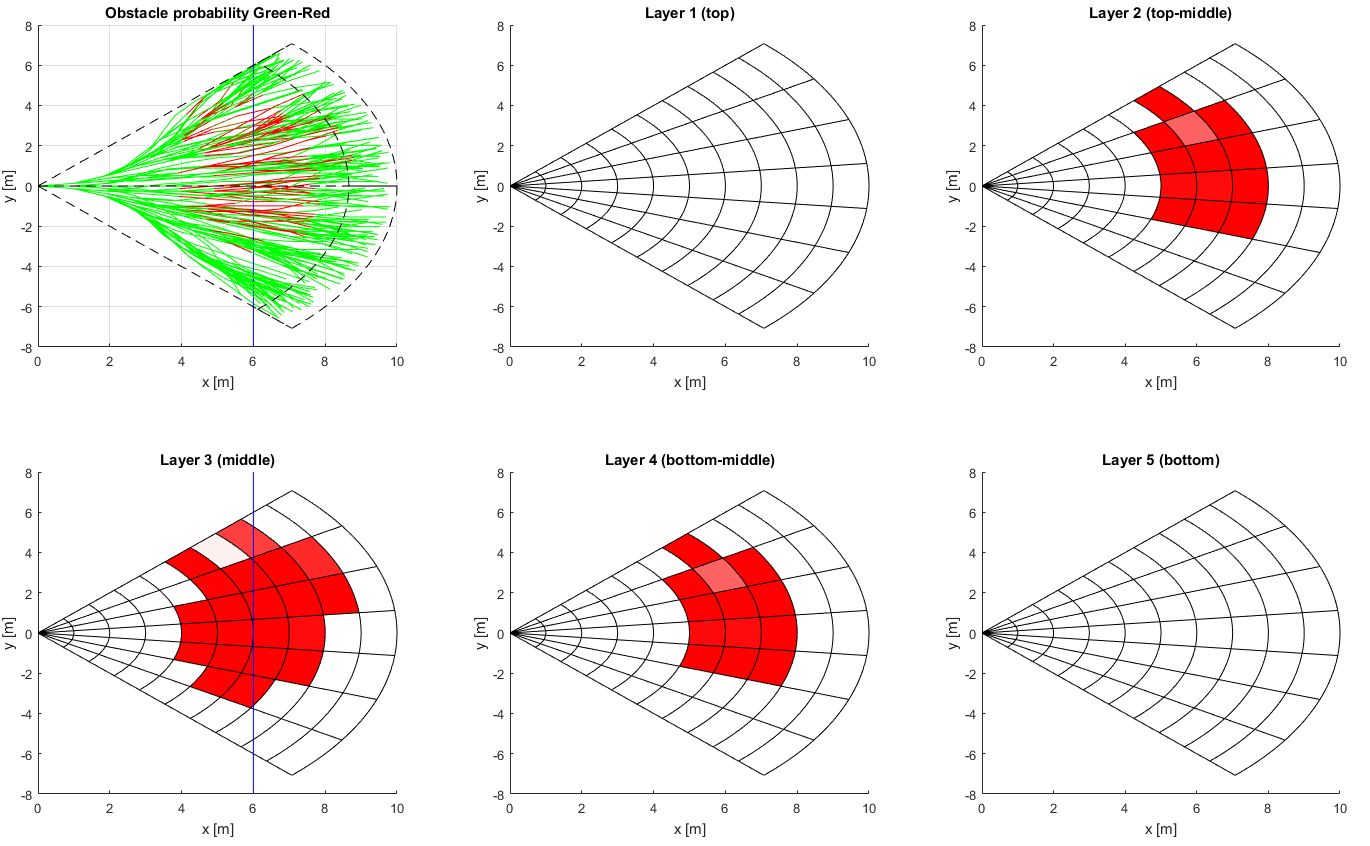 Obstacle probability Green-Red
8
6
4
2
0
-2
-4
-6
-8
y [m]
0 2 4 6 8 10
x [m]
Layer 1 (top)
8
6
4
2
0
-2
-4
-6
-8
y [m]
0 2 4 6 8 10
x [m]
Layer 2 (top-middle)
8
6
4
2
0
-2
-4
-6
-8
y [m]
0 2 4 6 8 10
x [m]
Layer 3 (middle)
8
6
4
2
0
-2
-4
-6
-8
y [m]
0 2 4 6 8 10
x [m]
Layer 4 (bottom-middle)
8
6
4
2
0
-2
-4
-6
-8
y [m]
0 2 4 6 8 10
x [m]
Layer 5 (bottom)
8
6
4
2
0
-2
-4
-6
-8
y [m]
0 2 4 6 8 10
x [m]